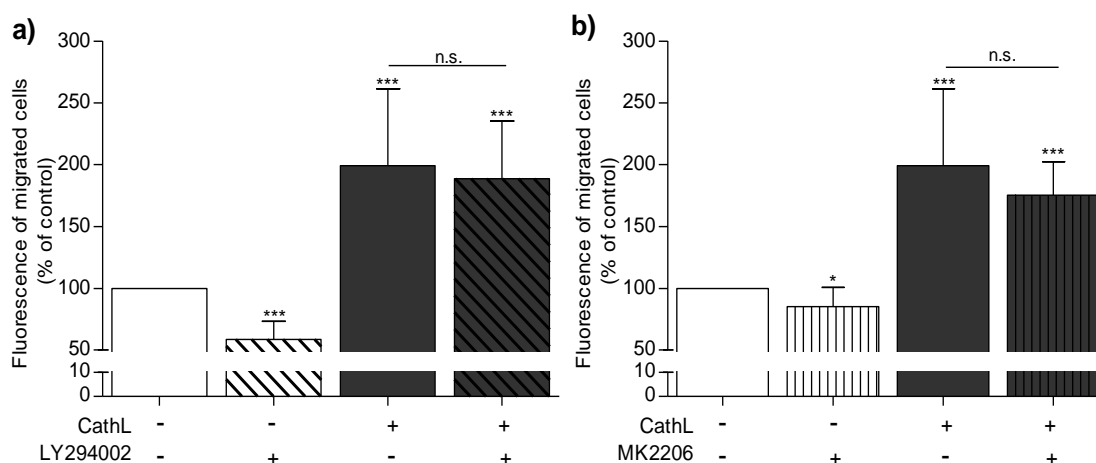 a)
Fluorescence of migrated cells
(% of control)
300
250
200
150
100
50
10
0
***
***
***
n.s.
CathL - - + +
LY294002 - + - +
b)
Fluorescence of migrated cells
(% of control)
300
250
200
150
100
50
10
0
*
***
***
n.s.
CathL - - + +
MK2206 - + - +